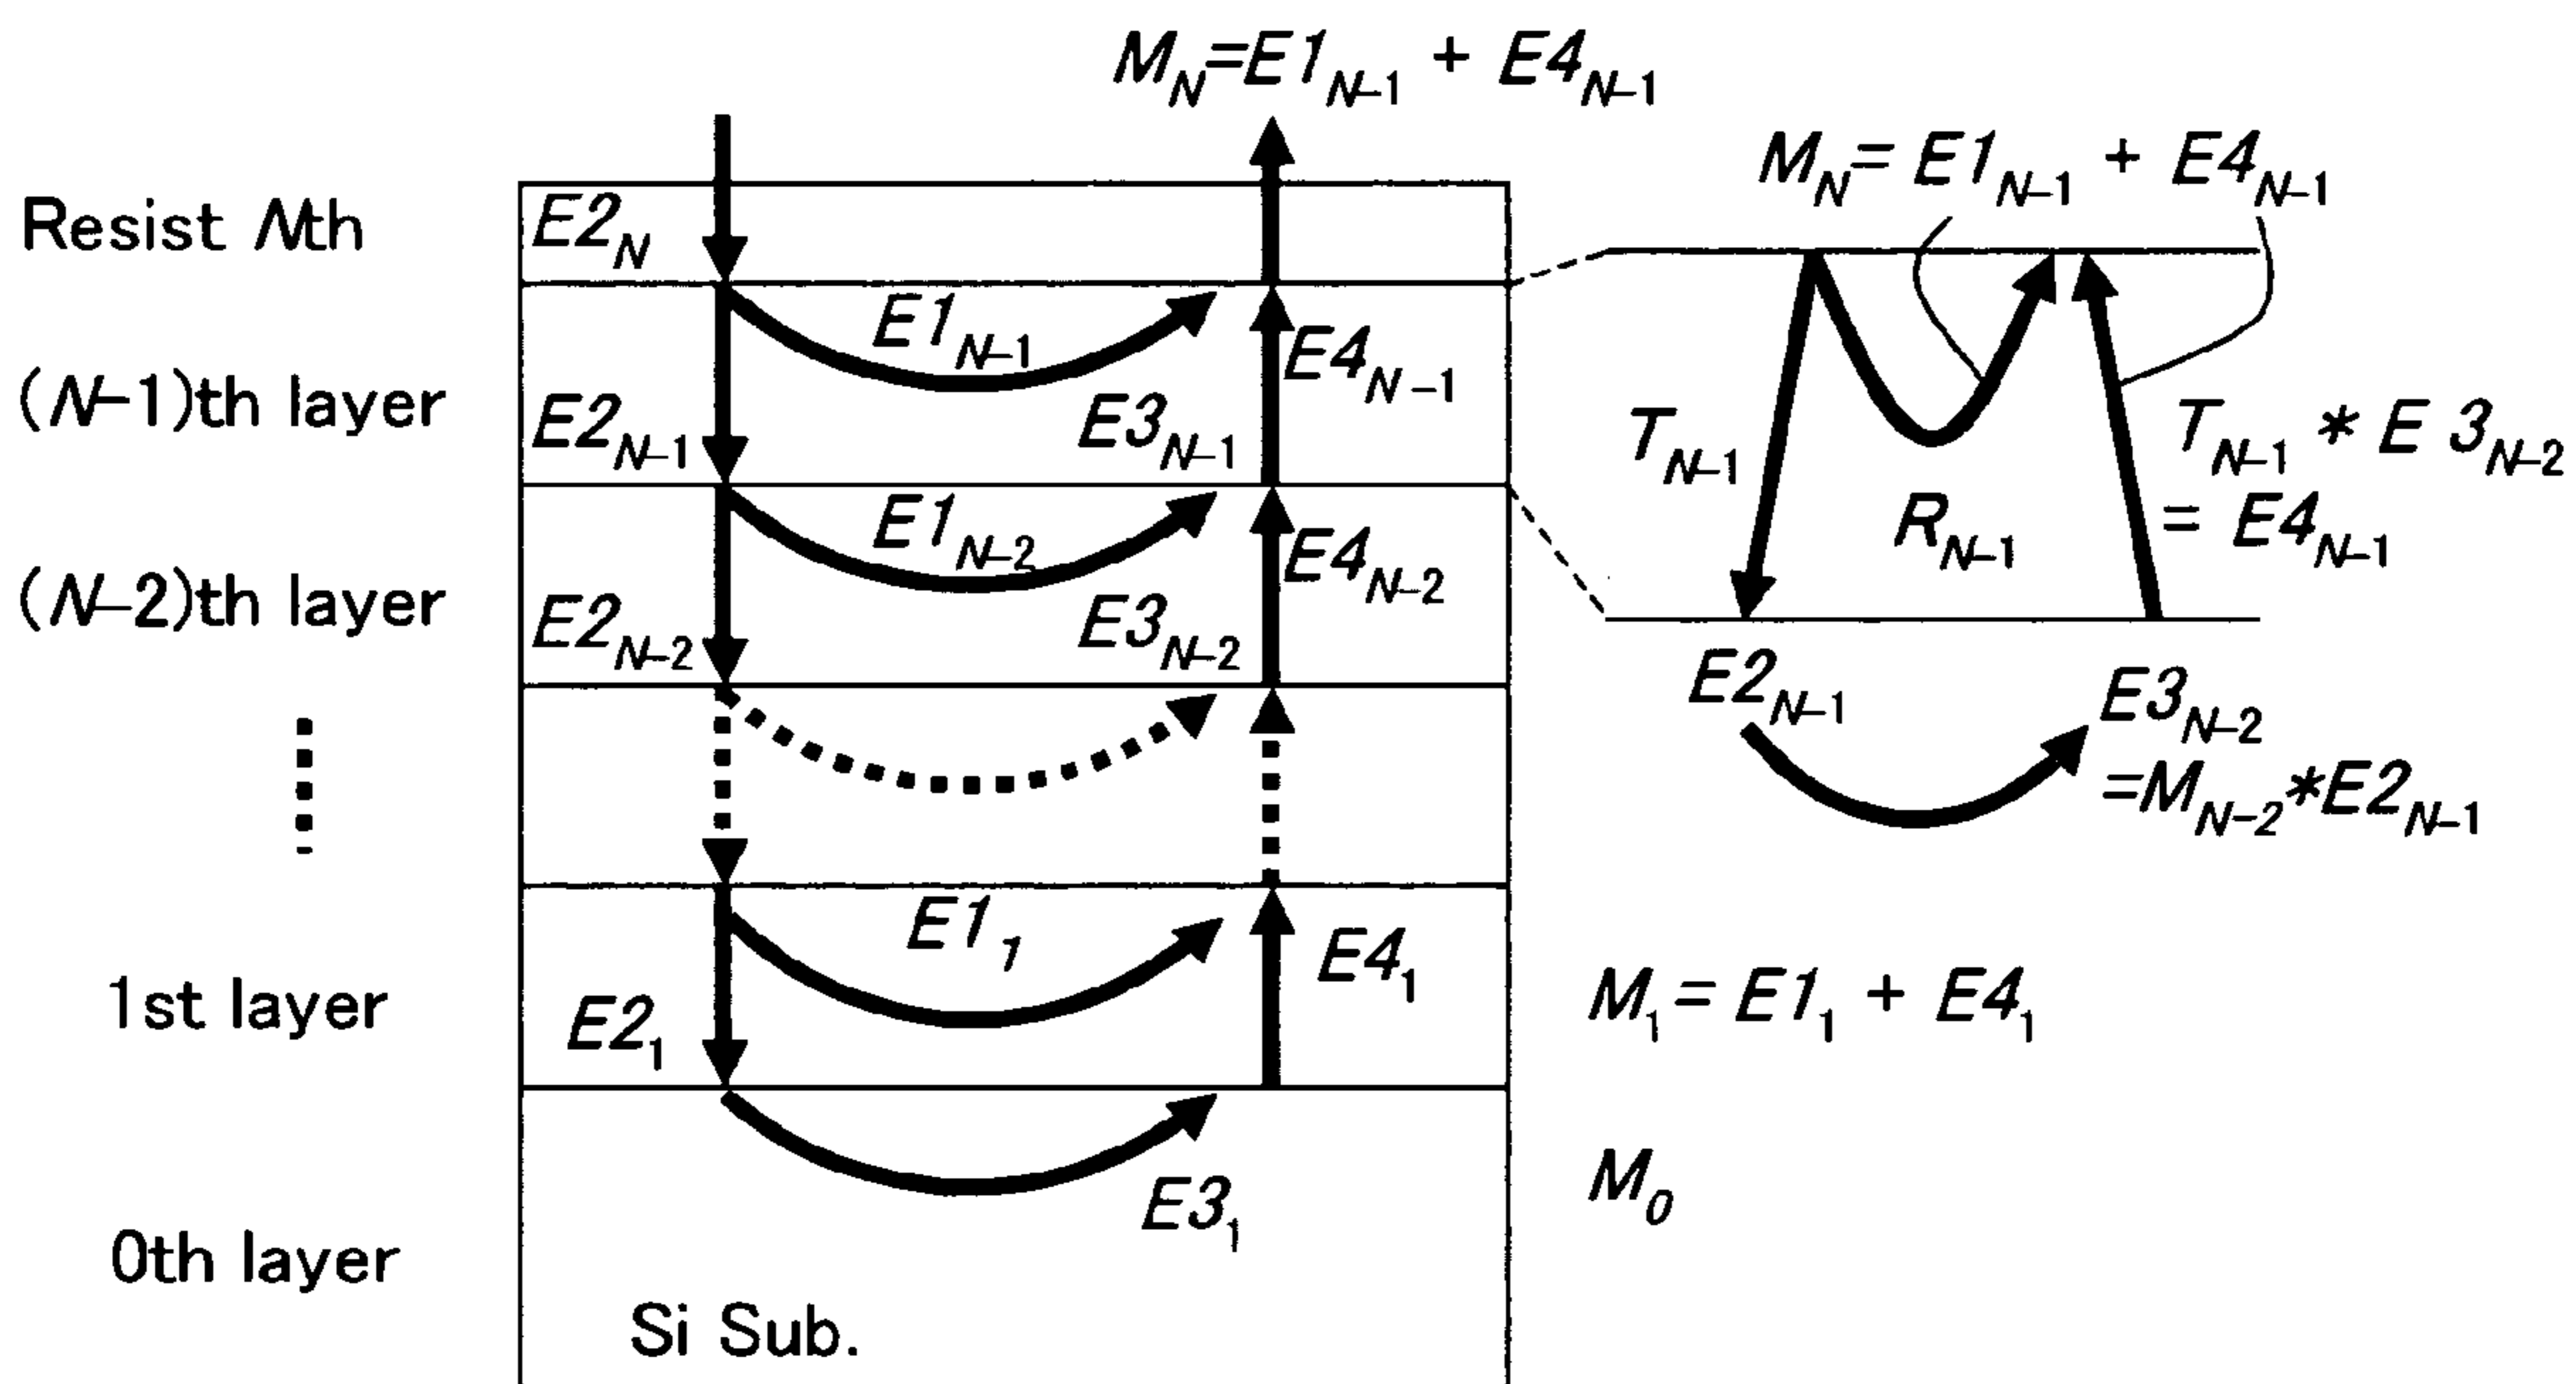 M_N=E1_{N-1} + E4_{N-1}
Resist Nth
E2_N
(N-1)th layer
E1_{N-1}
E4_{N-1}
E2_{N-1}
E3_{N-1}
(N-2)th layer
E1_{N-2}
E4_{N-2}
E2_{N-2}
E3_{N-2}
1st layer
E1_1
E4_1
E2_1
0th layer
E3_1
Si Sub.
M_N= E1_{N-1} + E4_{N-1}
T_{N-1}
R_{N-1}
T_{N-1} * E 3_{N-2}
= E4_{N-1}
E2_{N-1}
E3_{N-2}
=M_{N-2}*E2_{N-1}
M_1= E1_1 + E4_1
M_0